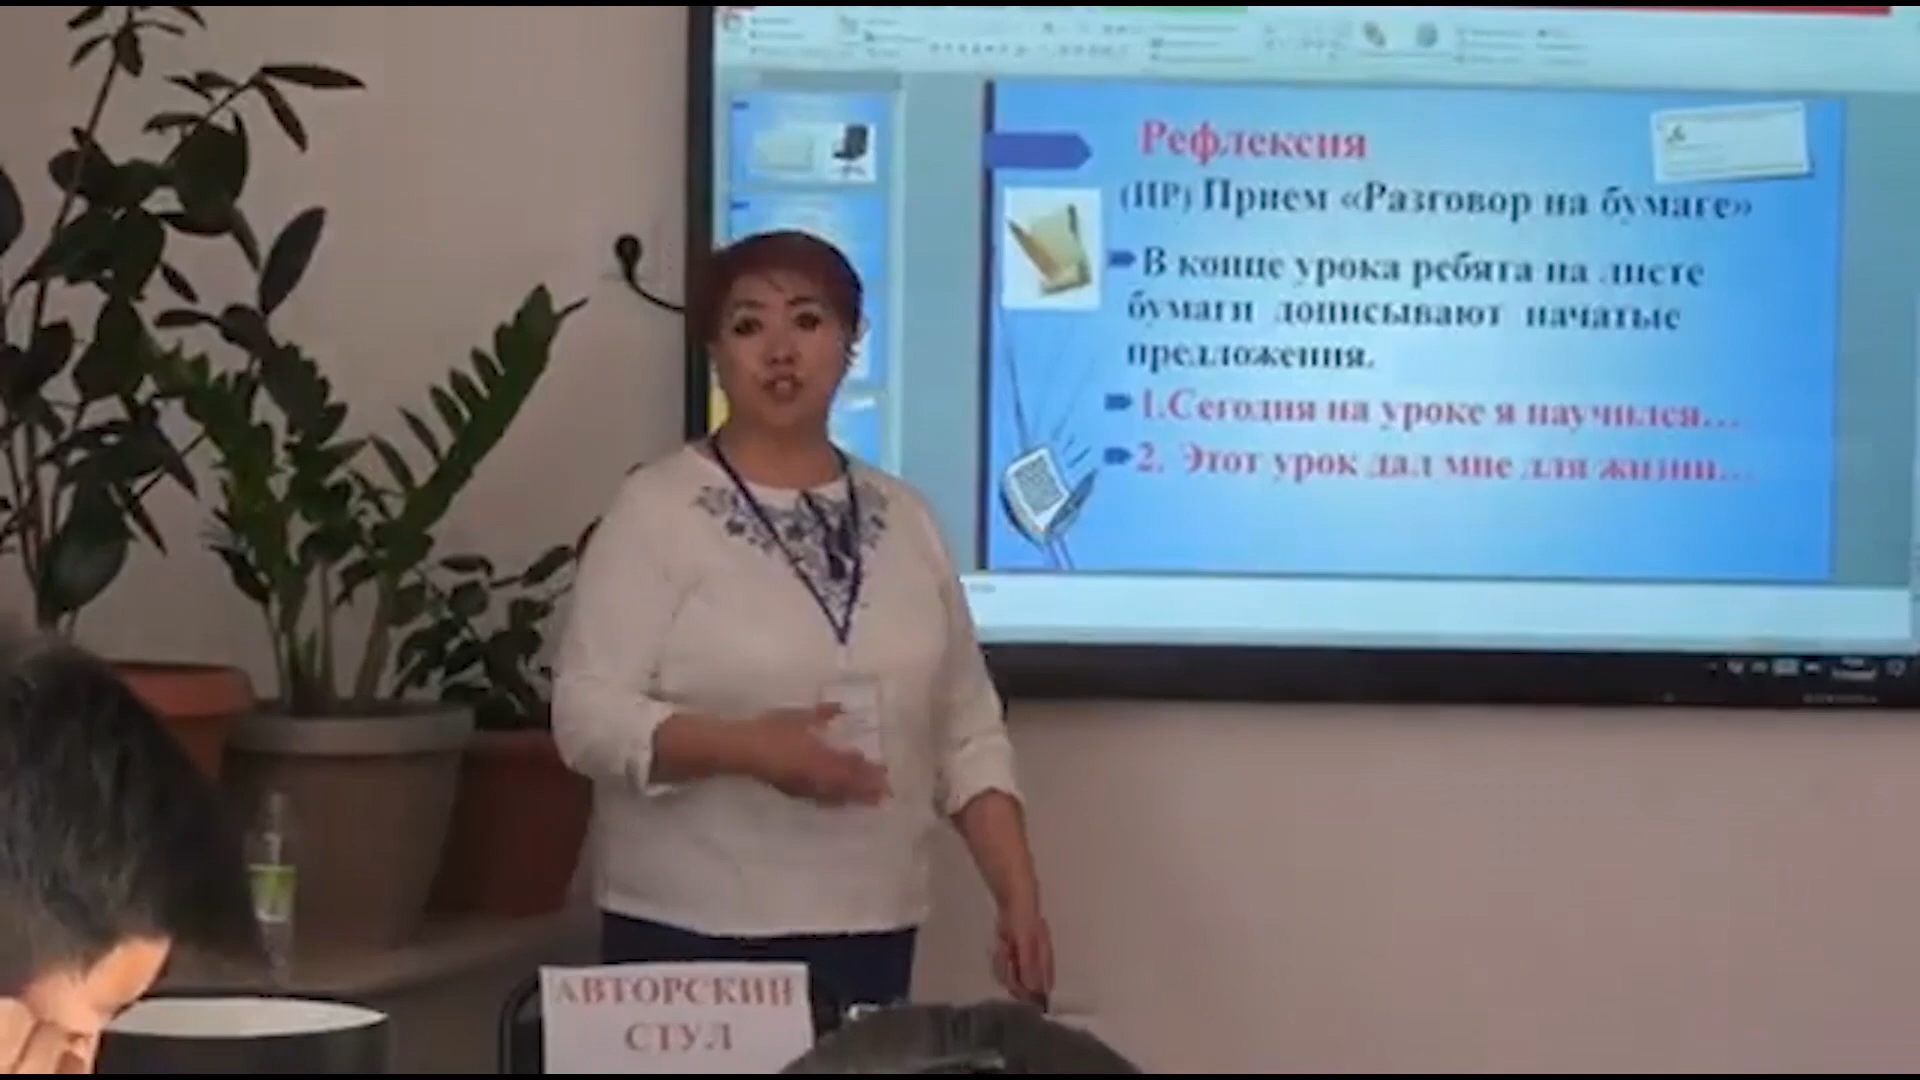 Рефлексия
(ИР) Прием «Разговор на бумаге»
В конце урока ребята на листе
бумаги дописывают начатые
предложения.
1.Сегодня на уроке я научился…
2. Этот урок дал мне для жизни…
АВТОРСКИЙ
СТУЛ